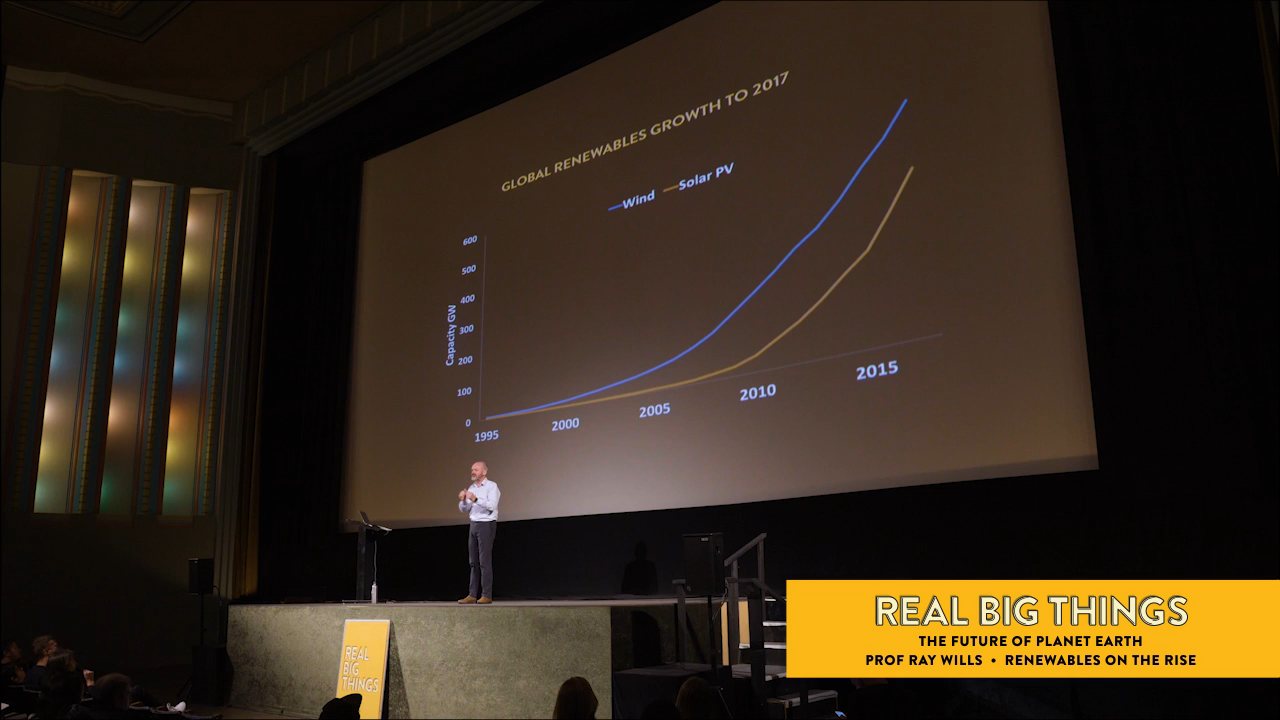 GLOBAL RENEWABLES GROWTH TO 2017
Wind Solar PV
600
500
400
300
200
100
0
Capacity GW
1995 2000 2005 2010 2015
REAL
BIG
THINGS
REAL BIG THINGS
THE FUTURE OF PLANET EARTH
PROF RAY WILLS • RENEWABLES ON THE RISE